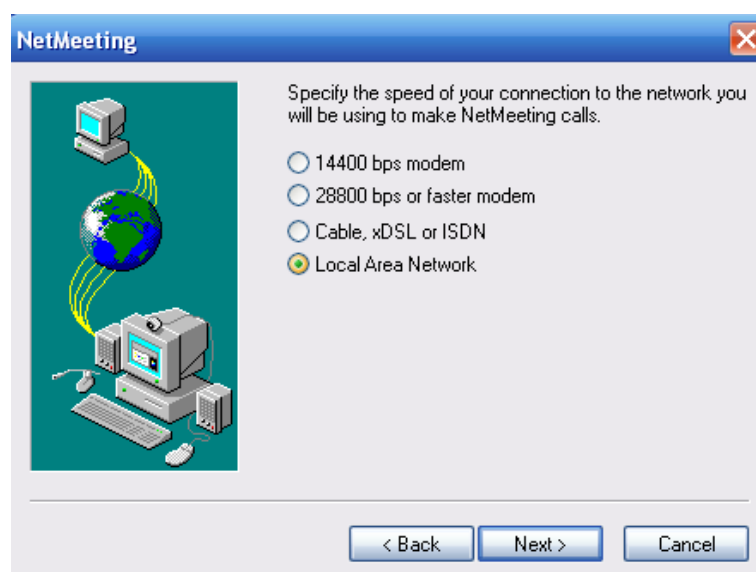 NetMeeting
Specify the speed of your connection to the network you
will be using to make NetMeeting calls.
14400 bps modem
28800 bps or faster modem
Cable, xDSL or ISDN
Local Area Network
< Back
Next >
Cancel